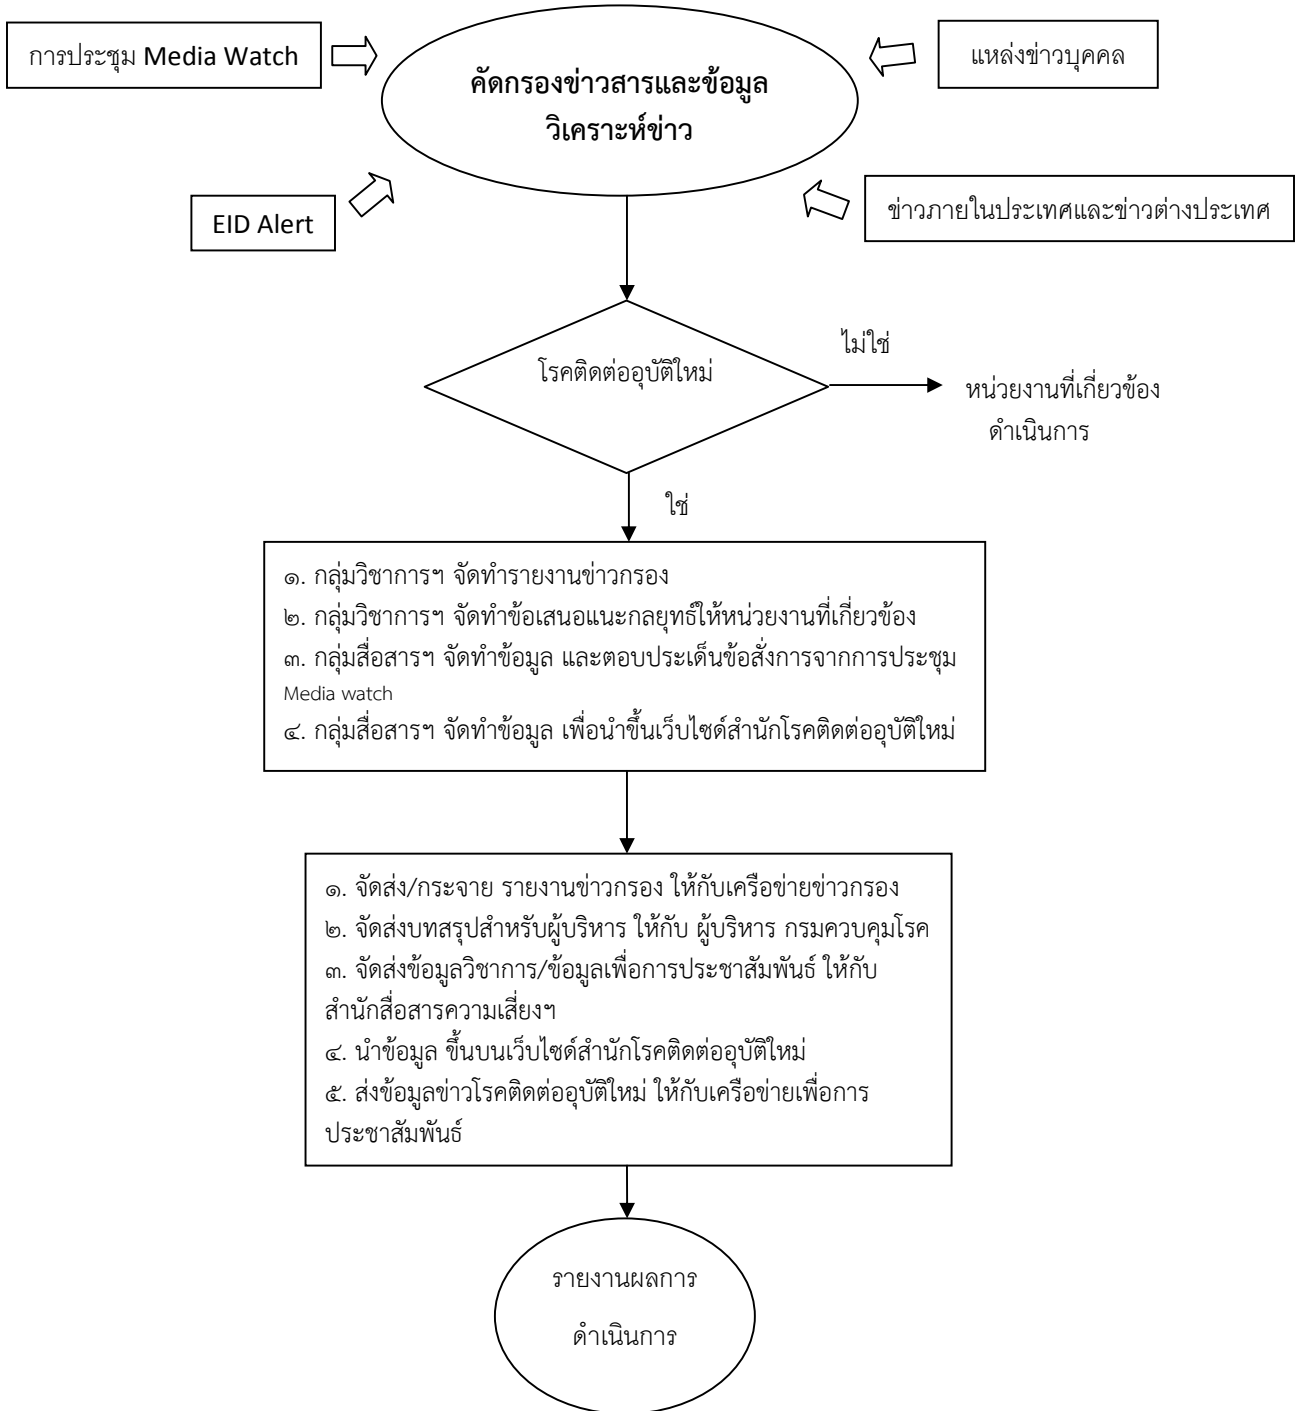 การประชุม Media Watch
แหล่งข่าวบุคคล
คัดกรองข่าวสารและข้อมูล
วิเคราะห์ข่าว
EID Alert
ข่าวภายในประเทศและข่าวต่างประเทศ
โรคติดต่ออุบัติใหม่
ไม่ใช่
หน่วยงานที่เกี่ยวข้อง
ดำเนินการ
ใช่
๑. กลุ่มวิชาการฯ จัดทำรายงานข่าวกรอง
๒. กลุ่มวิชาการฯ จัดทำข้อเสนอแนะกลยุทธ์ให้หน่วยงานที่เกี่ยวข้อง
๓. กลุ่มสื่อสารฯ จัดทำข้อมูล และตอบประเด็นข้อสั่งการจากการประชุม
Media watch
๔. กลุ่มสื่อสารฯ จัดทำข้อมูล เพื่อนำขึ้นเว็บไซด์สำนักโรคติดต่ออุบัติใหม่
๑. จัดส่ง/กระจาย รายงานข่าวกรอง ให้กับเครือข่ายข่าวกรอง
๒. จัดส่งบทสรุปสำหรับผู้บริหาร ให้กับ ผู้บริหาร กรมควบคุมโรค
๓. จัดส่งข้อมูลวิชาการ/ข้อมูลเพื่อการประชาสัมพันธ์ ให้กับ
สำนักสื่อสารความเสี่ยงฯ
๔. นำข้อมูล ขึ้นบนเว็บไซด์สำนักโรคติดต่ออุบัติใหม่
๕. ส่งข้อมูลข่าวโรคติดต่ออุบัติใหม่ ให้กับเครือข่ายเพื่อการ
ประชาสัมพันธ์
รายงานผลการ
ดำเนินการ